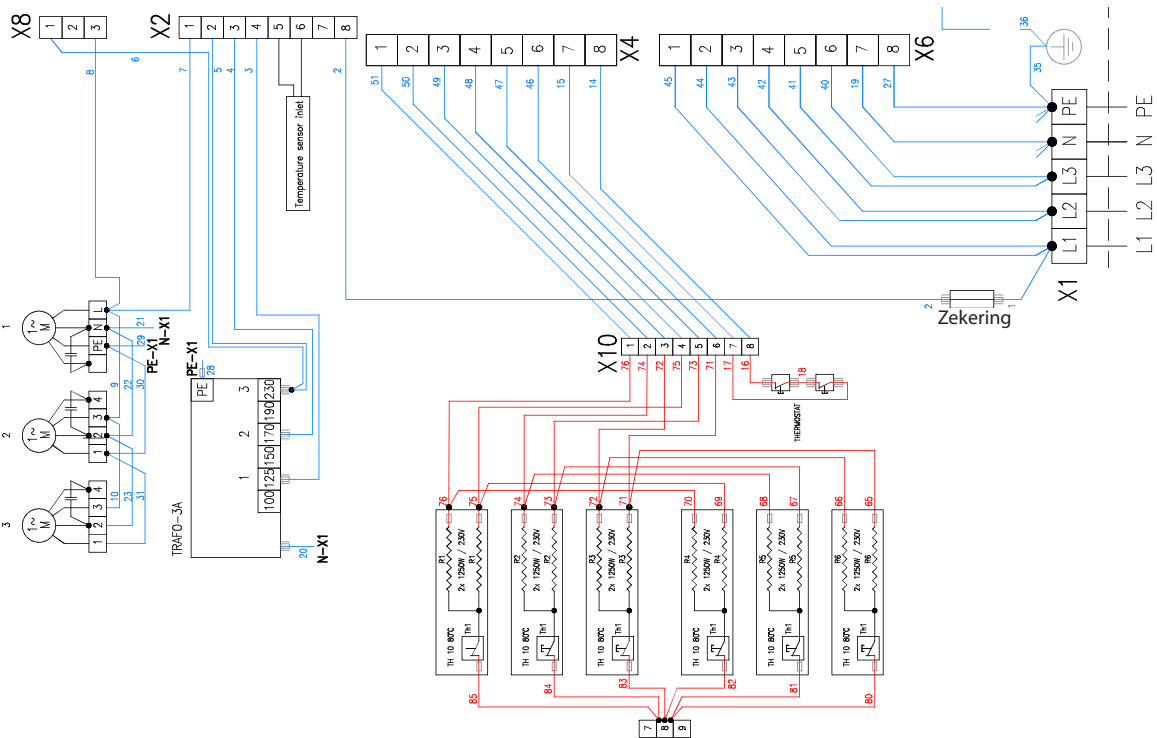 X8
1 2 3
X2
1 2 3 4 5 6 7 8
1 2 3 4 5 6 7 8
X4
1 2 3 4 5 6 7 8
X6
36
35
8
6
7
5
4
3
2
51 50 49 48 47 46 15 14
45 44 43 42 41 40 19 27
Temperature sensor inlet
PE PE
N N
L3 L3
L2 L2
L1 L1
X1
2
1
Zekering
1
1~
M
L
N
PE
21
29
N-X1
PE-X1
9
22
30
2
1~
M
4
3
2
1
10
23
31
3
1~
M
4
3
2
1
PE-X1
28
PE
3
2
1
230
190
170
150
125
100
TRAFO-3A
20
N-X1
X10
1 2 3 4 5 6 7 8
76 74 72 75 73 71 17 16
18
THERMOSTAT
76 75 74 73 72 71 70 69 68 67 66 65
R1
2x 1250W / 230V
R1
R2
2x 1250W / 230V
R2
R3
2x 1250W / 230V
R3
R4
2x 1250W / 230V
R4
R5
2x 1250W / 230V
R5
R6
2x 1250W / 230V
R6
TH 10 80°C
Th1
TH 10 80°C
Th1
TH 10 80°C
Th1
TH 10 80°C
Th1
TH 10 80°C
Th1
TH 10 80°C
Th1
85 84 83 82 81 80
7 8 9